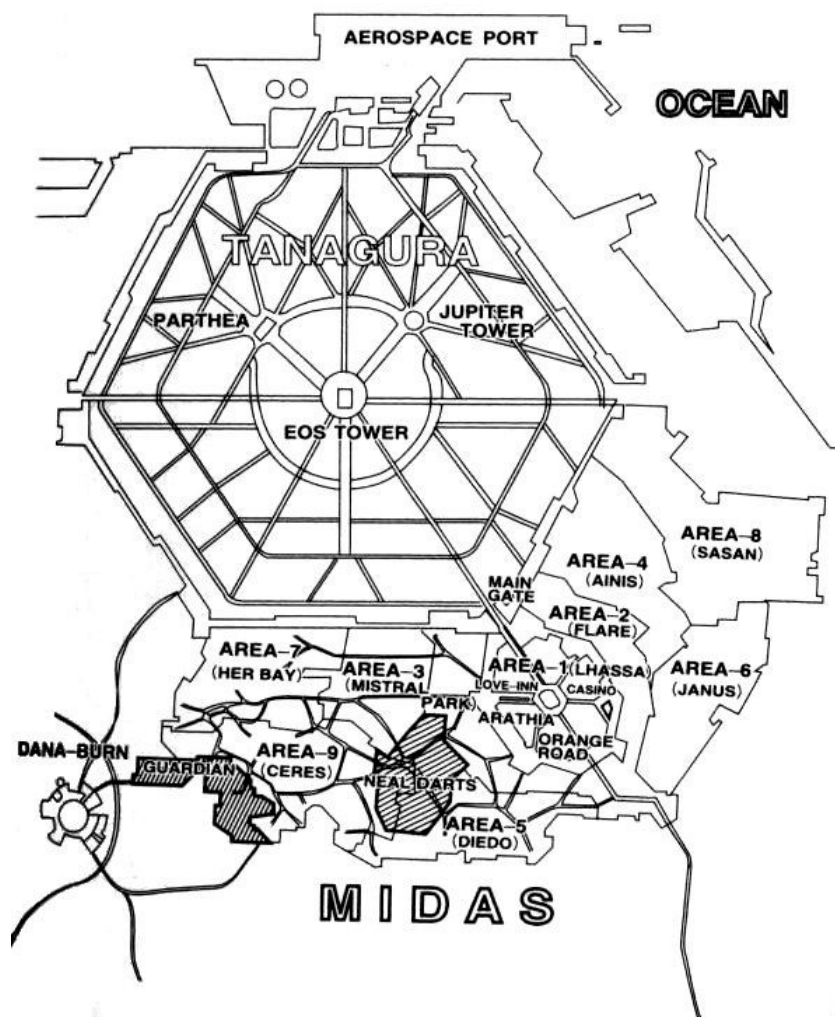 AEROSPACE PORT
OCEAN
TANAGURA
PARTHEA
JUPITER
TOWER
EOS TOWER
AREA-8
(SASAN)
AREA-4
(AINIS)
MAIN
GATE
AREA-2
(FLARE)
AREA-7
(HER BAY)
AREA-3
(MISTRAL
PARK)
AREA-1
(LHASSA)
LOVE-INN
CASINO
AREA-6
(JANUS)
ARATHIA
ORANGE
ROAD
DANA-BURN
GUARDIAN
AREA-9
(CERES)
NEAL DARTS
AREA-5
(DIEDO)
MIDAS